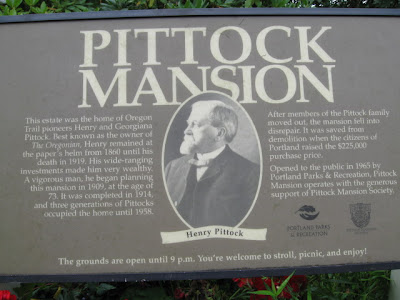 PITTOCK
MANSION
This estate was the home of Oregon
Trail pioneers Henry and Georgiana
Pittock. Best known as the owner of
The Oregonian, Henry remained at
the paper's helm from 1860 until his
death in 1919. His wide-ranging
investments made him very wealthy.
A vigorous man, he began planning
this mansion in 1909, at the age of
73. It was completed in 1914,
and three generations of Pittocks
occupied the home until 1958.
After members of the Pittock family
moved out, the mansion fell into
disrepair. It was saved from
demolition when the citizens of
Portland raised the $225,000
purchase price.
Opened to the public in 1965 by
Portland Parks & Recreation, Pittock
Mansion operates with the generous
support of Pittock Mansion Society.
Henry Pittock
PORTLAND PARKS
& RECREATION
The grounds are open until 9 p.m. You're welcome to stroll, picnic, and enjoy!